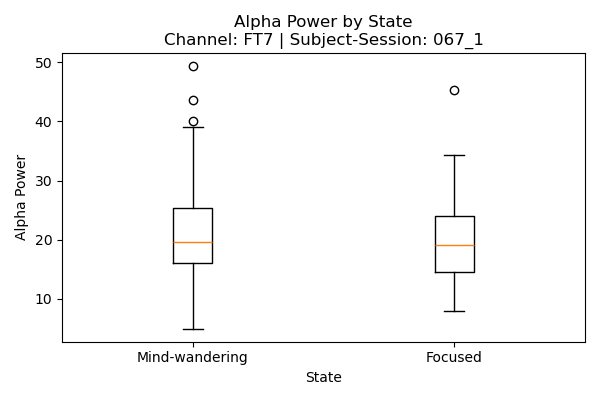 Alpha Power by State
Channel: FT7 | Subject-Session: 067_1
50
40
30
20
10
Alpha Power
Mind-wandering
Focused
State